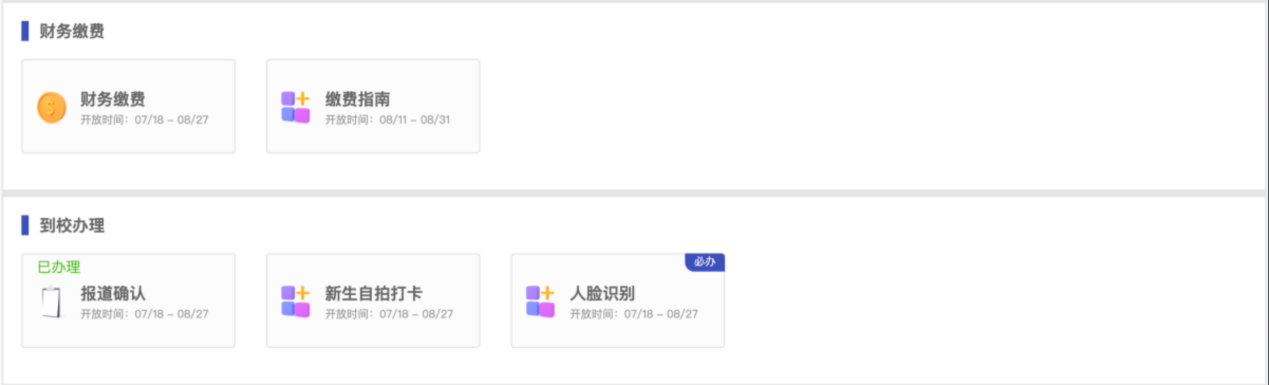 财务缴费
财务缴费
开放时间：07/18 – 08/27
缴费指南
开放时间：08/11 – 08/31
到校办理
已办理
报道确认
开放时间：07/18 – 08/27
新生自拍打卡
开放时间：07/18 – 08/27
必办
人脸识别
开放时间：07/18 – 08/27